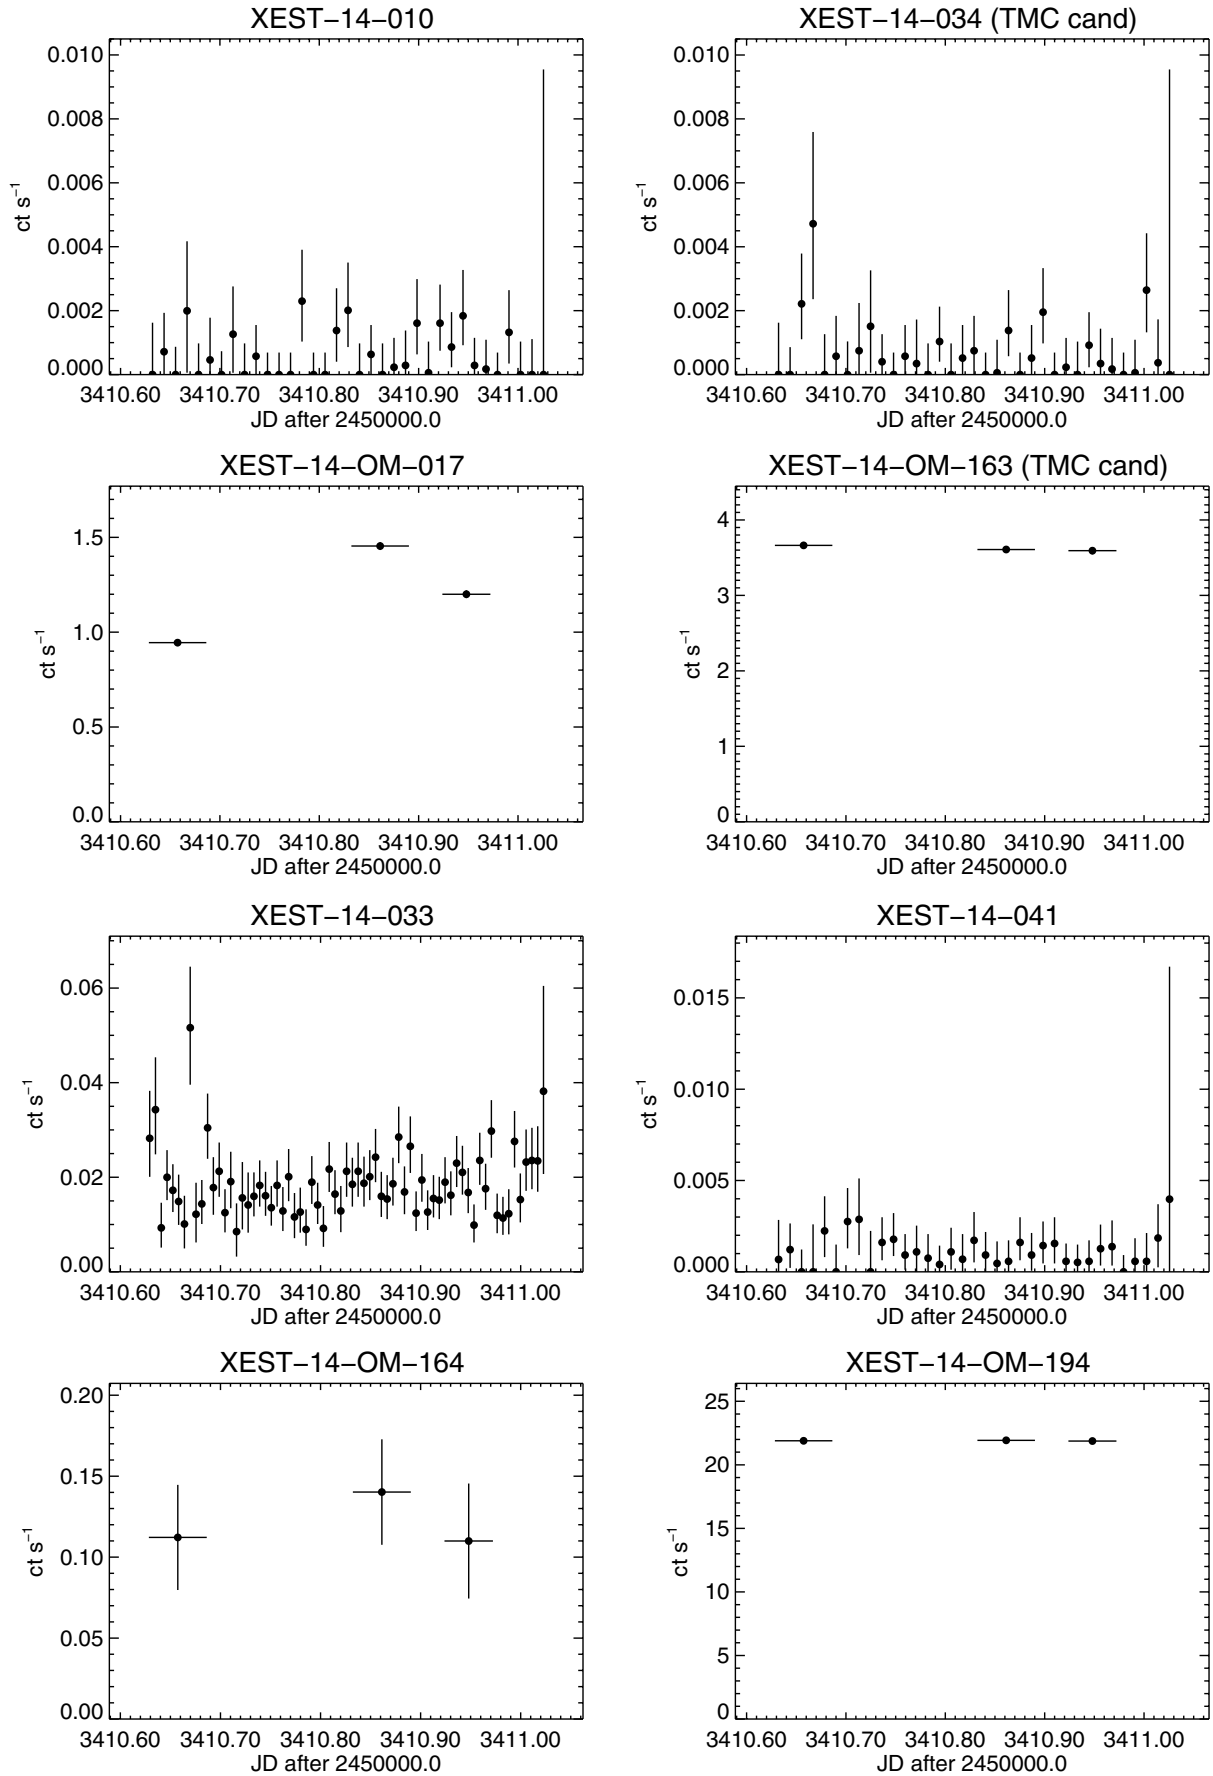 XEST−14−010
0.010
0.008
0.006
0.004
0.002
0.000
ct s⁻¹
3410.60 3410.70 3410.80 3410.90 3411.00
JD after 2450000.0
XEST−14−034 (TMC cand)
0.010
0.008
0.006
0.004
0.002
0.000
ct s⁻¹
3410.60 3410.70 3410.80 3410.90 3411.00
JD after 2450000.0
XEST−14−OM−017
1.5
1.0
0.5
0.0
ct s⁻¹
3410.60 3410.70 3410.80 3410.90 3411.00
JD after 2450000.0
XEST−14−OM−163 (TMC cand)
4
3
2
1
0
ct s⁻¹
3410.60 3410.70 3410.80 3410.90 3411.00
JD after 2450000.0
XEST−14−033
0.06
0.04
0.02
0.00
ct s⁻¹
3410.60 3410.70 3410.80 3410.90 3411.00
JD after 2450000.0
XEST−14−041
0.015
0.010
0.005
0.000
ct s⁻¹
3410.60 3410.70 3410.80 3410.90 3411.00
JD after 2450000.0
XEST−14−OM−164
0.20
0.15
0.10
0.05
0.00
ct s⁻¹
3410.60 3410.70 3410.80 3410.90 3411.00
JD after 2450000.0
XEST−14−OM−194
25
20
15
10
5
0
ct s⁻¹
3410.60 3410.70 3410.80 3410.90 3411.00
JD after 2450000.0